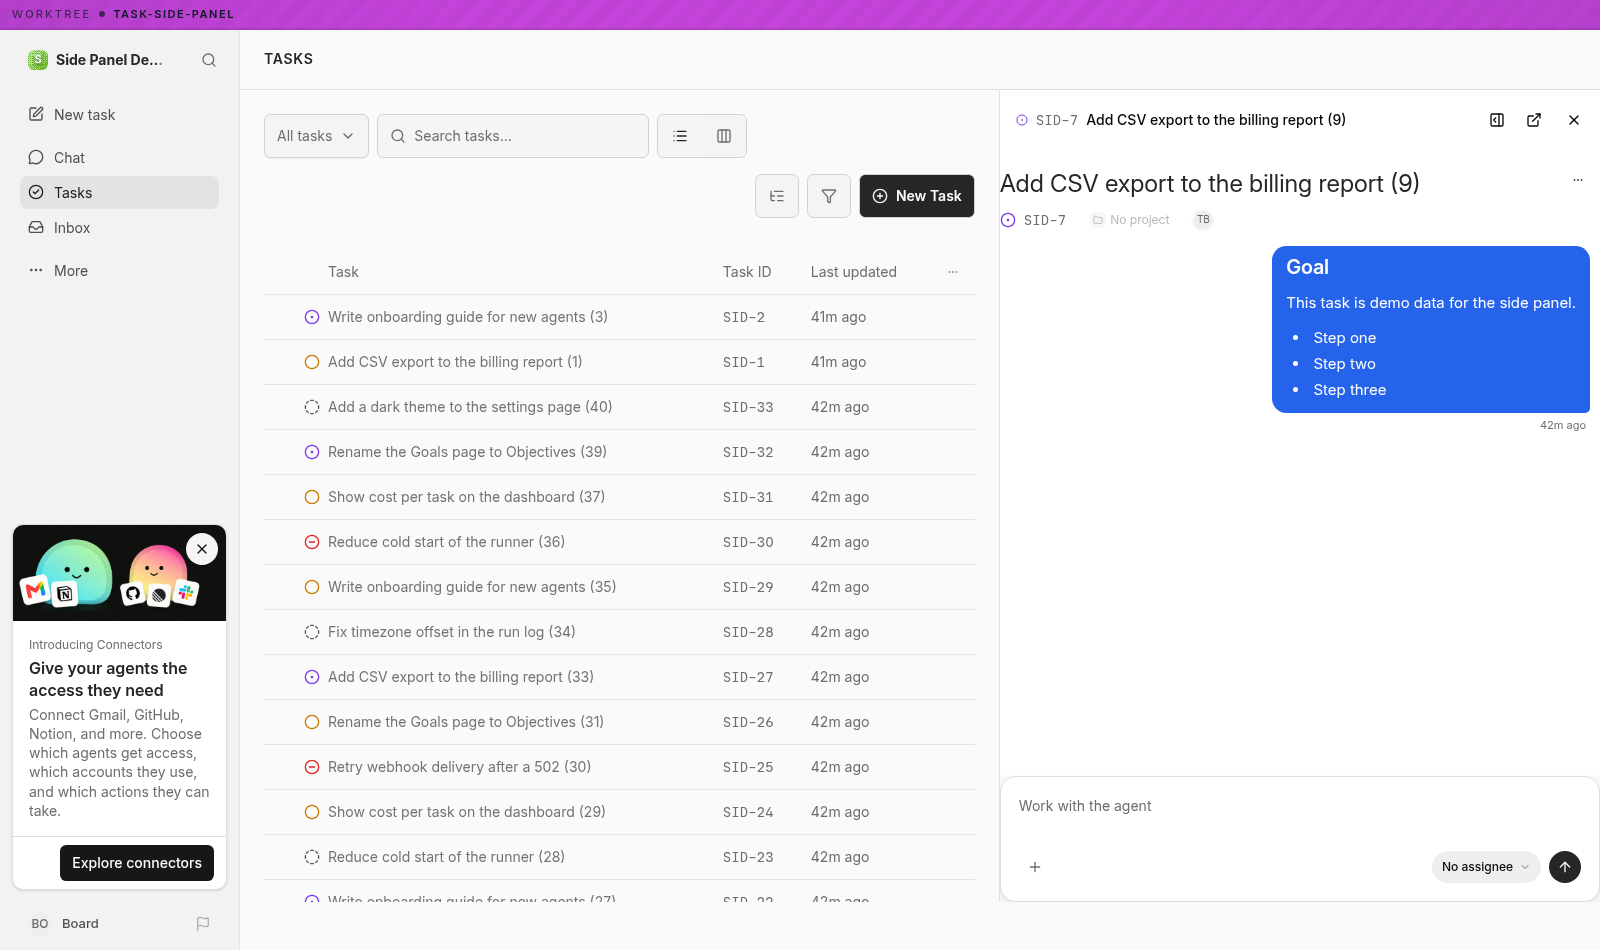 WORKTREE • TASK-SIDE-PANEL
S Side Panel De...
New task
Chat
Tasks
Inbox
More
Introducing Connectors
Give your agents the
access they need
Connect Gmail, GitHub,
Notion, and more. Choose
which agents get access,
which accounts they use,
and which actions they can
take.
Explore connectors
BO Board
TASKS
All tasks
Search tasks...
New Task
Task Task ID Last updated ...
Write onboarding guide for new agents (3) SID-2 41m ago
Add CSV export to the billing report (1) SID-1 41m ago
Add a dark theme to the settings page (40) SID-33 42m ago
Rename the Goals page to Objectives (39) SID-32 42m ago
Show cost per task on the dashboard (37) SID-31 42m ago
Reduce cold start of the runner (36) SID-30 42m ago
Write onboarding guide for new agents (35) SID-29 42m ago
Fix timezone offset in the run log (34) SID-28 42m ago
Add CSV export to the billing report (33) SID-27 42m ago
Rename the Goals page to Objectives (31) SID-26 42m ago
Retry webhook delivery after a 502 (30) SID-25 42m ago
Show cost per task on the dashboard (29) SID-24 42m ago
Reduce cold start of the runner (28) SID-23 42m ago
Write onboarding guide for new agents (27) SID-22 42m ago
SID-7 Add CSV export to the billing report (9)
Add CSV export to the billing report (9)
SID-7 No project TB
Goal
This task is demo data for the side panel.
• Step one
• Step two
• Step three
42m ago
Work with the agent
No assignee